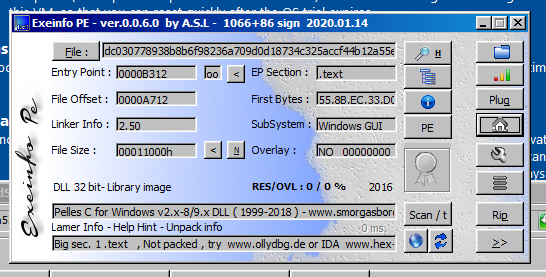 Exeinfo PE - ver.0.0.6.0 by A.S.L - 1066+86 sign 2020.01.14
File : dc030778938b8b6f98236a709d0d18734c325accf44b12a55e
H
Entry Point : 0000B312 oo < EP Section : .text
File Offset : 0000A712 First Bytes : 55.8B.EC.33.D0
Plug
Linker Info : 2.50 SubSystem : Windows GUI PE
File Size : 00011000h < N Overlay : NO 00000000
Exeinfo Pe
DLL 32 bit- Library image RES/OVL : 0 / 0 % 2016
Pelles C for Windows v2.x-8/9.x DLL ( 1999-2018 ) - www.smorgasbord
Scan / t Rip
Lamer Info - Help Hint - Unpack info 0 ms.
Big sec. 1 .text , Not packed , try www.ollydbg.de or IDA www.hex-
>>